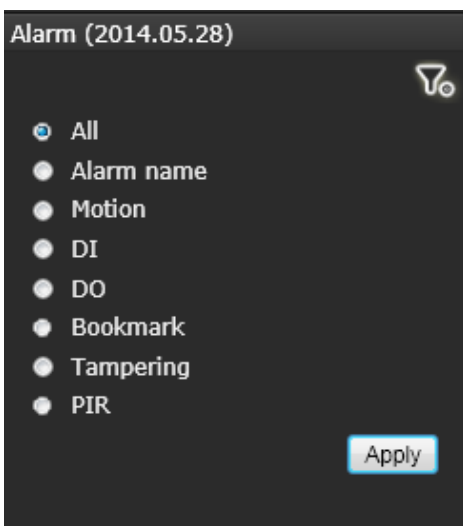 Alarm (2014.05.28)
All
Alarm name
Motion
DI
DO
Bookmark
Tampering
PIR
Apply